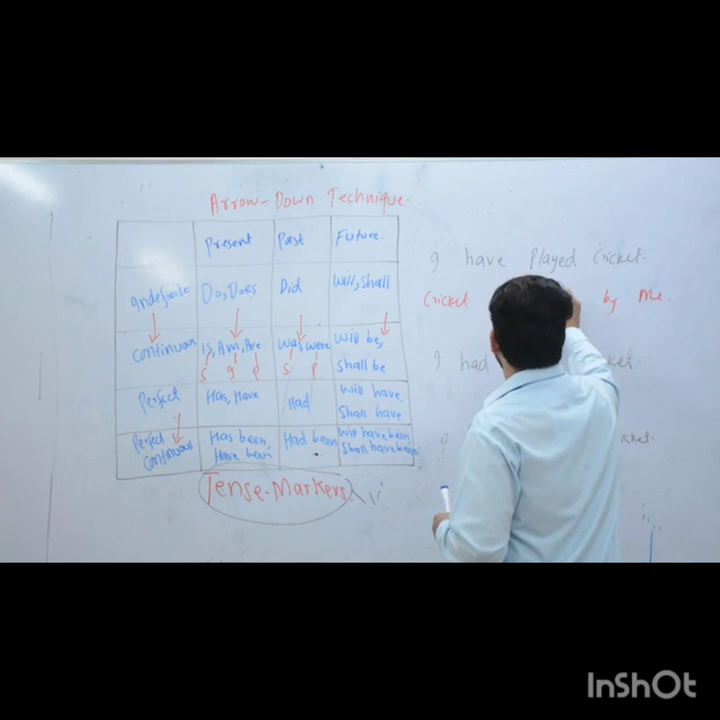 Arrow-Down Technique.
Present Past Future.
Indefinite Do, Does Did Will, Shall
Continuous Is, Am, Are Was, Were Will be,
Shall be
S I P S P
Perfect Has, Have Had Will have,
Shall have
Perfect Continuous Has been, Have been Had been Will have been Shall have been
Tense-Markers
I have played cricket.
Cricket by me.
I had
InShOt